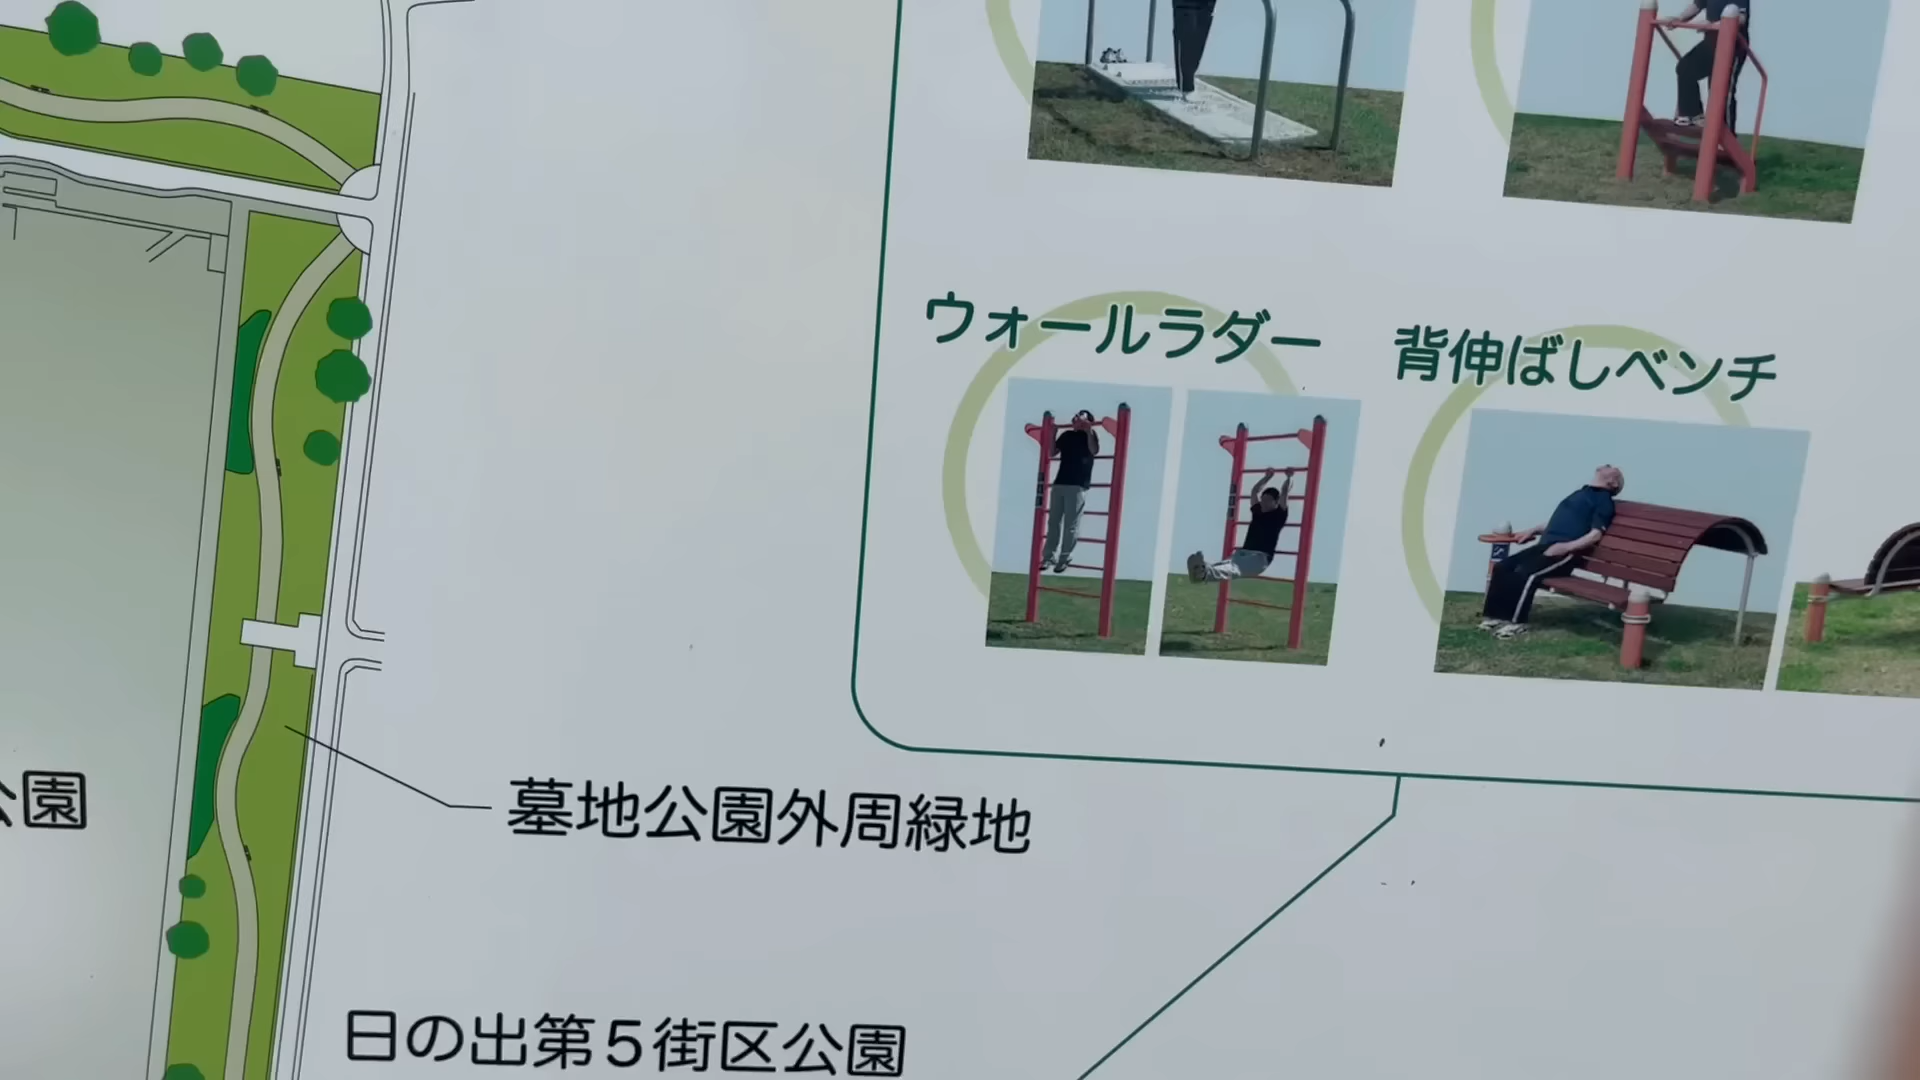 ウォールラダー
背伸ばしベンチ
公園
墓地公園外周緑地
日の出第5街区公園